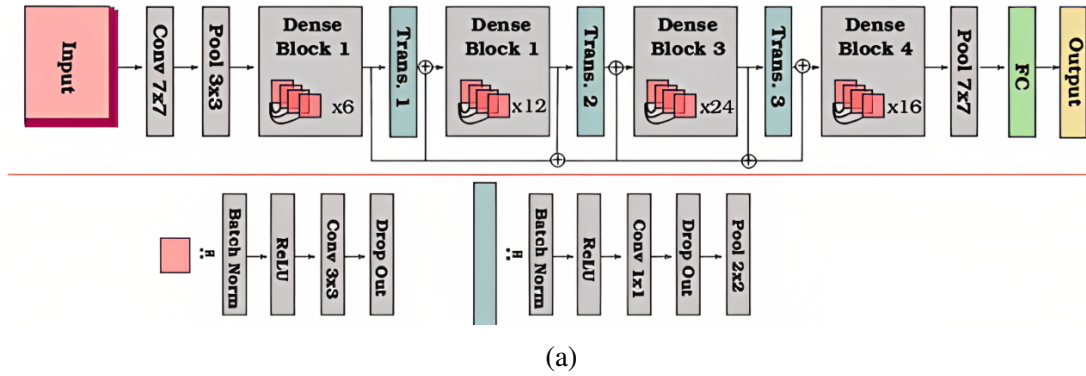 Input
Conv 7x7
Pool 3x3
Dense
Block 1
x6
Trans. 1
Dense
Block 1
x12
Trans. 2
Dense
Block 3
x24
Trans. 3
Dense
Block 4
x16
Pool 7x7
FC
Output
Batch Norm
ReLU
Conv 3x3
Drop Out
Batch Norm
ReLU
Conv 1x1
Drop Out
Pool 2x2
(a)